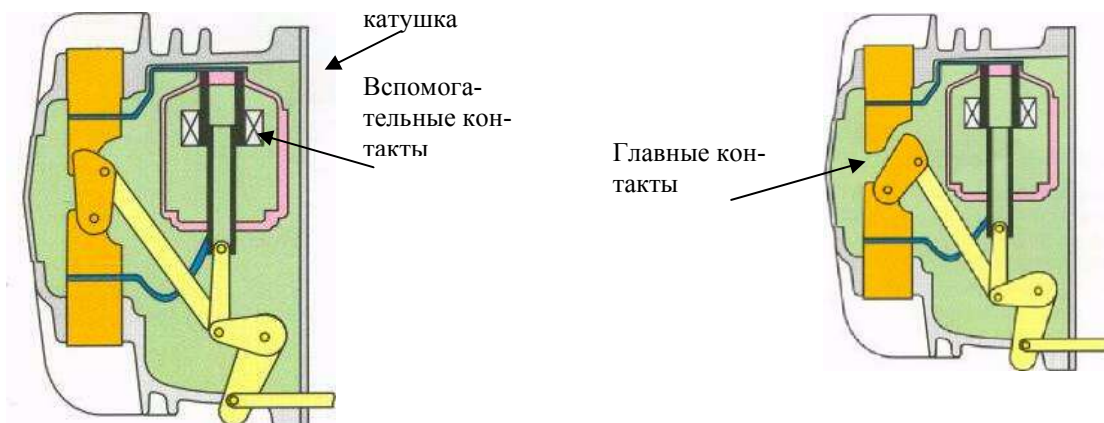 катушка
Вспомога-
тельные кон-
такты
Главные кон-
такты